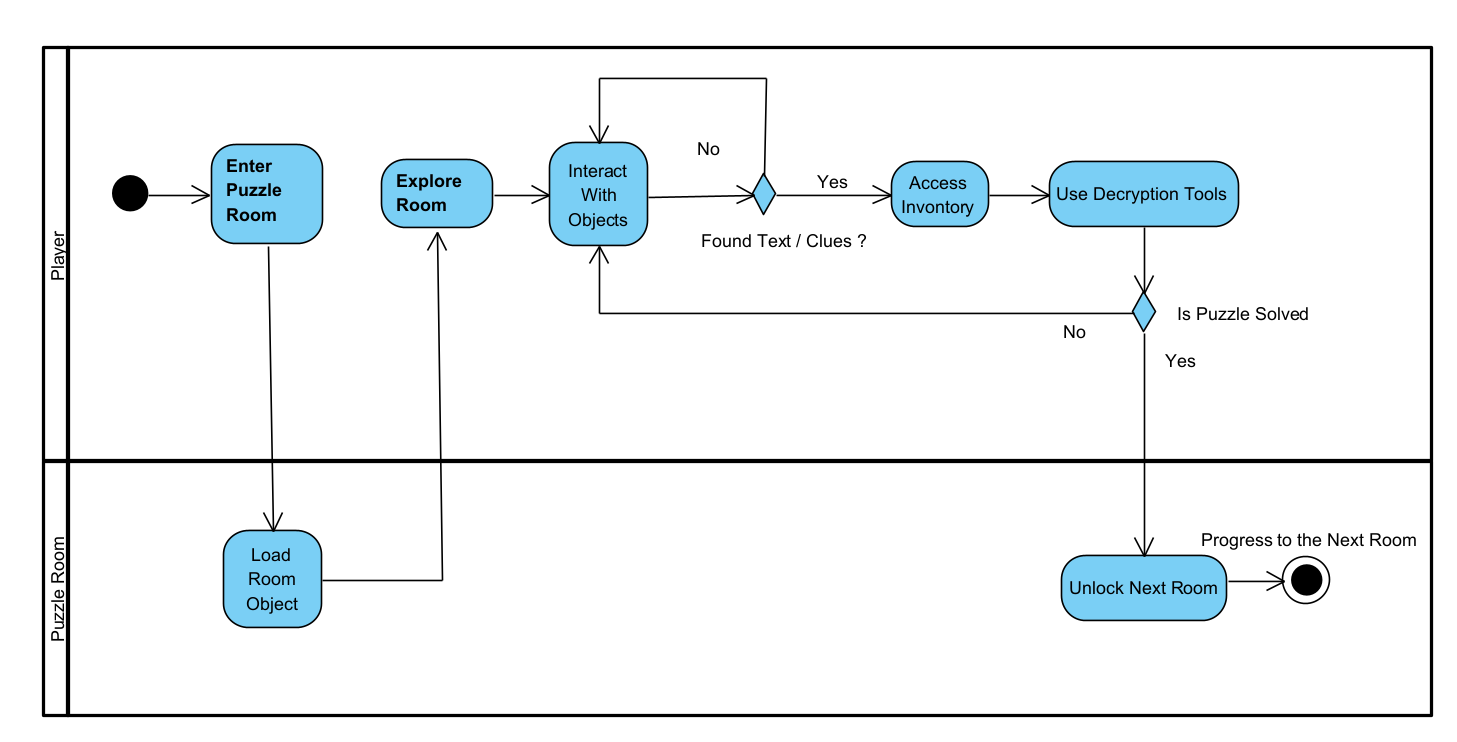 Player
Enter
Puzzle
Room
Explore
Room
Interact
With
Objects
No
Found Text / Clues ?
Yes
Access
Invontory
Use Decryption Tools
Is Puzzle Solved
No
Yes
Puzzle Room
Load
Room
Object
Unlock Next Room
Progress to the Next Room